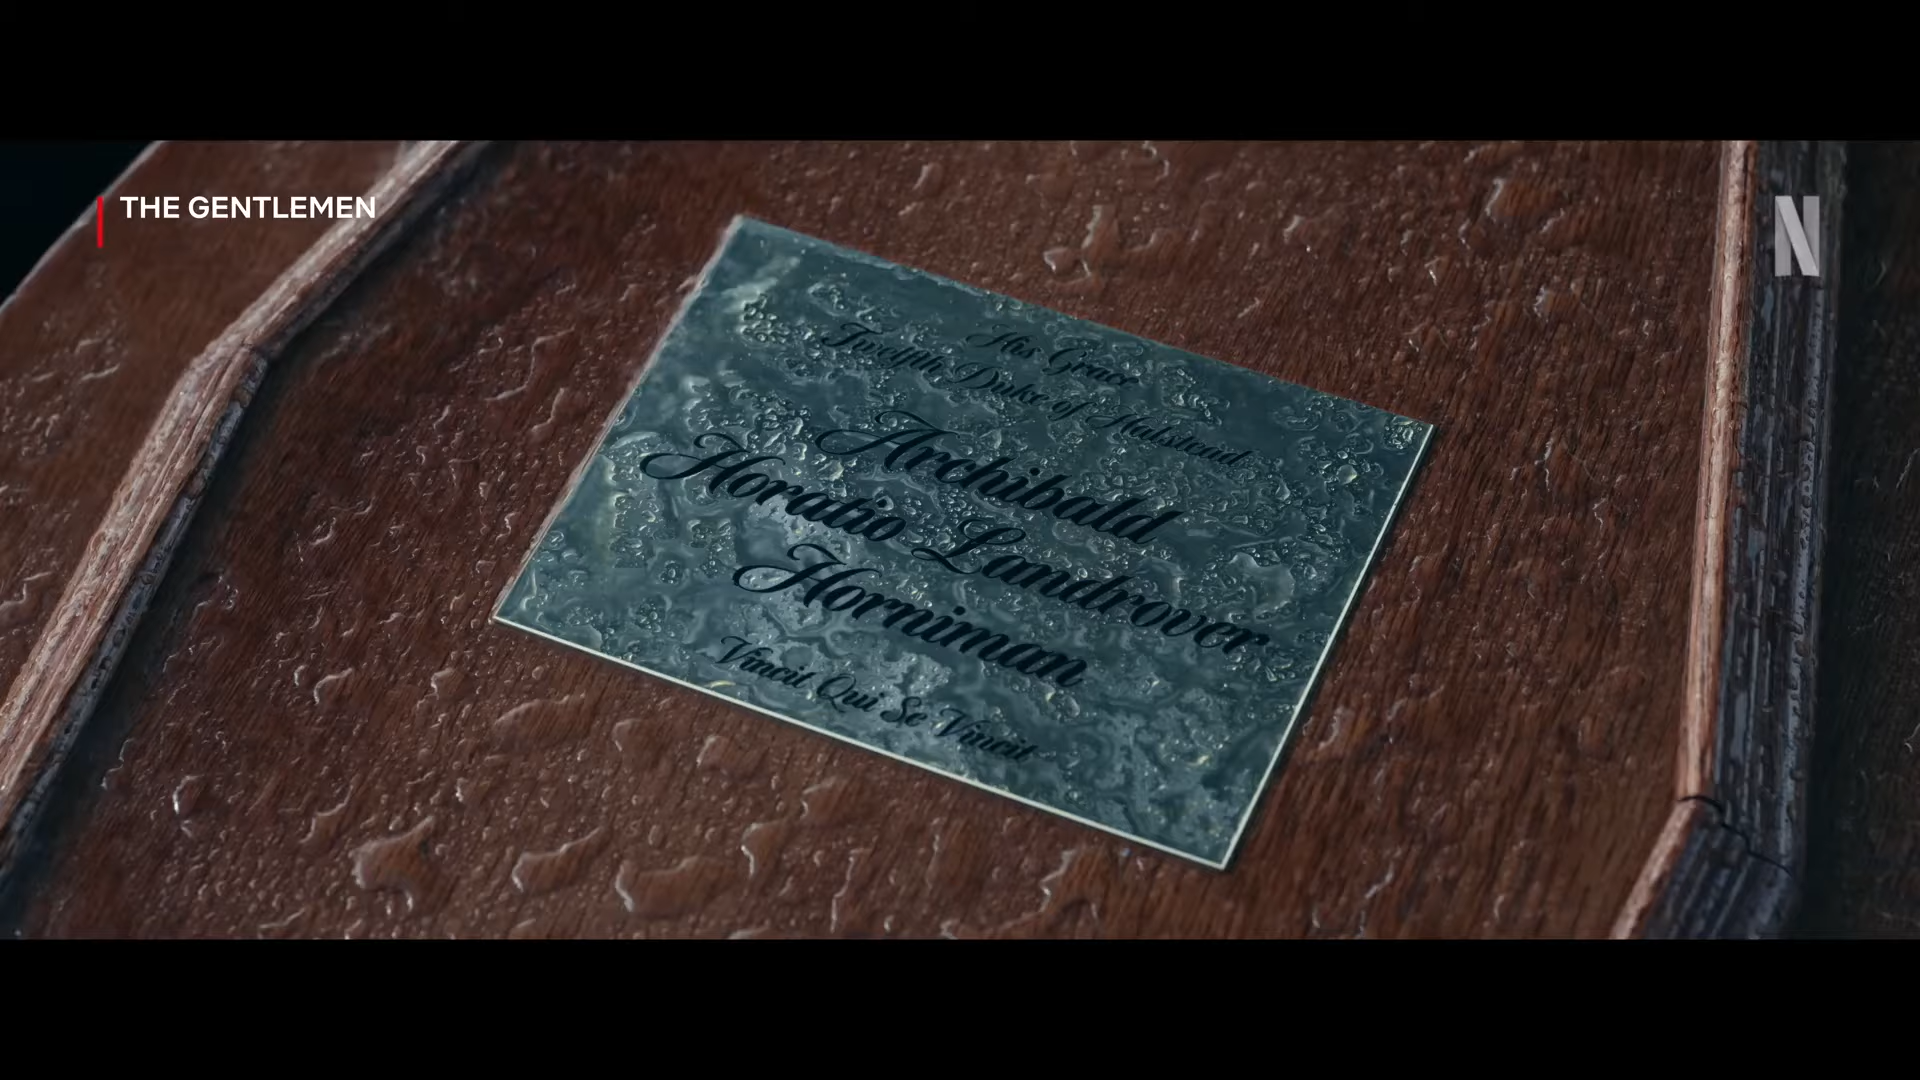 THE GENTLEMEN
N
His Grace
Twelfth Duke of Halstead
Archibald
Horatio Landrover
Horniman
Vincit Qui Se Vincit